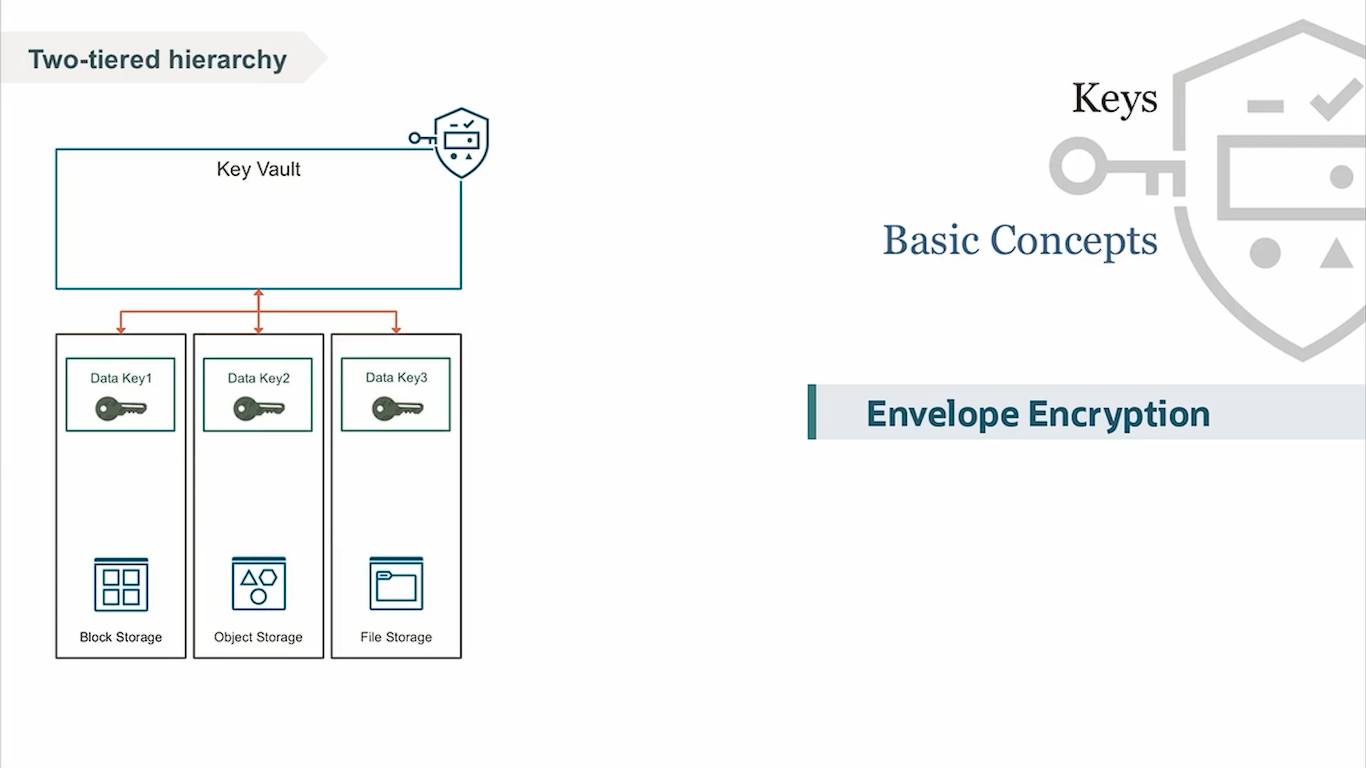 Two-tiered hierarchy
Keys
Basic Concepts
Envelope Encryption
Key Vault
Data Key1
Data Key2
Data Key3
Block Storage
Object Storage
File Storage